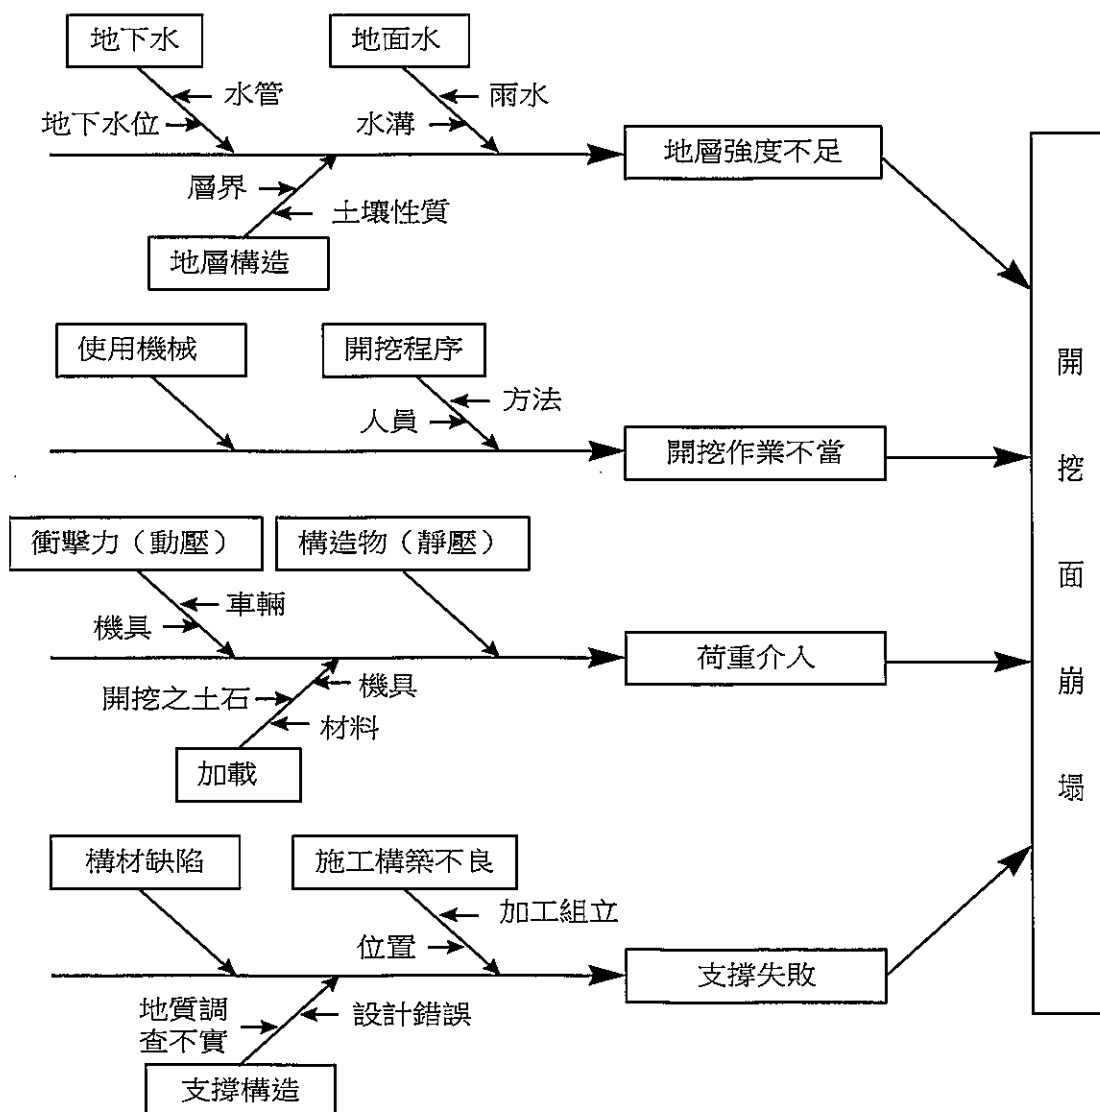 地下水
地面水
水管
雨水
地下水位
水溝
地層強度不足
層界
土壤性質
地層構造
使用機械
開挖程序
方法
人員
開挖作業不當
衝擊力（動壓）
構造物（靜壓）
車輛
機具
荷重介入
機具
開挖之土石
材料
加載
構材缺陷
施工構築不良
加工組立
位置
支撐失敗
地質調
查不實
設計錯誤
支撐構造
開挖面崩塌